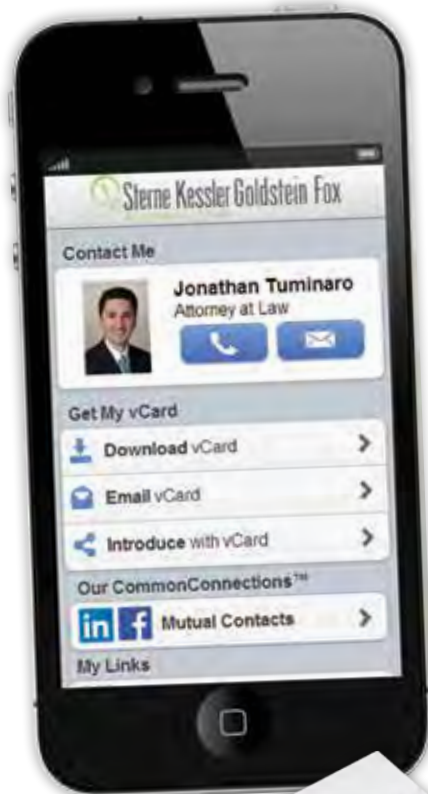 Sterne Kessler Goldstein Fox
Contact Me
Jonathan Tuminaro
Attorney at Law
Get My vCard
Download vCard
Email vCard
Introduce with vCard
Our CommonConnections™
in f Mutual Contacts
My Links